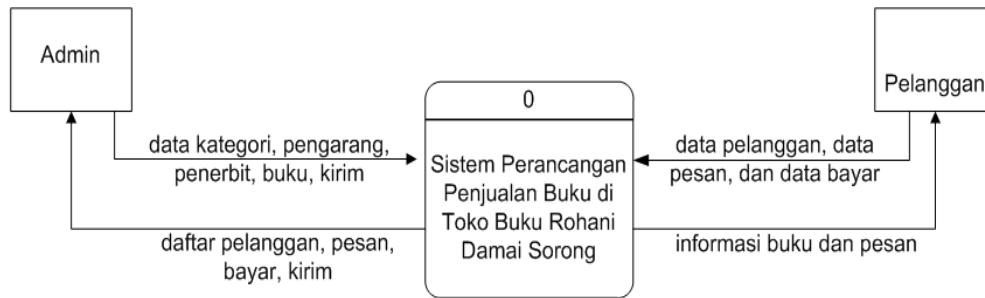 Admin
data kategori, pengarang,
penerbit, buku, kirim
daftar pelanggan, pesan,
bayar, kirim
0
Sistem Perancangan
Penjualan Buku di
Toko Buku Rohani
Damai Sorong
Pelanggan
data pelanggan, data
pesan, dan data bayar
informasi buku dan pesan